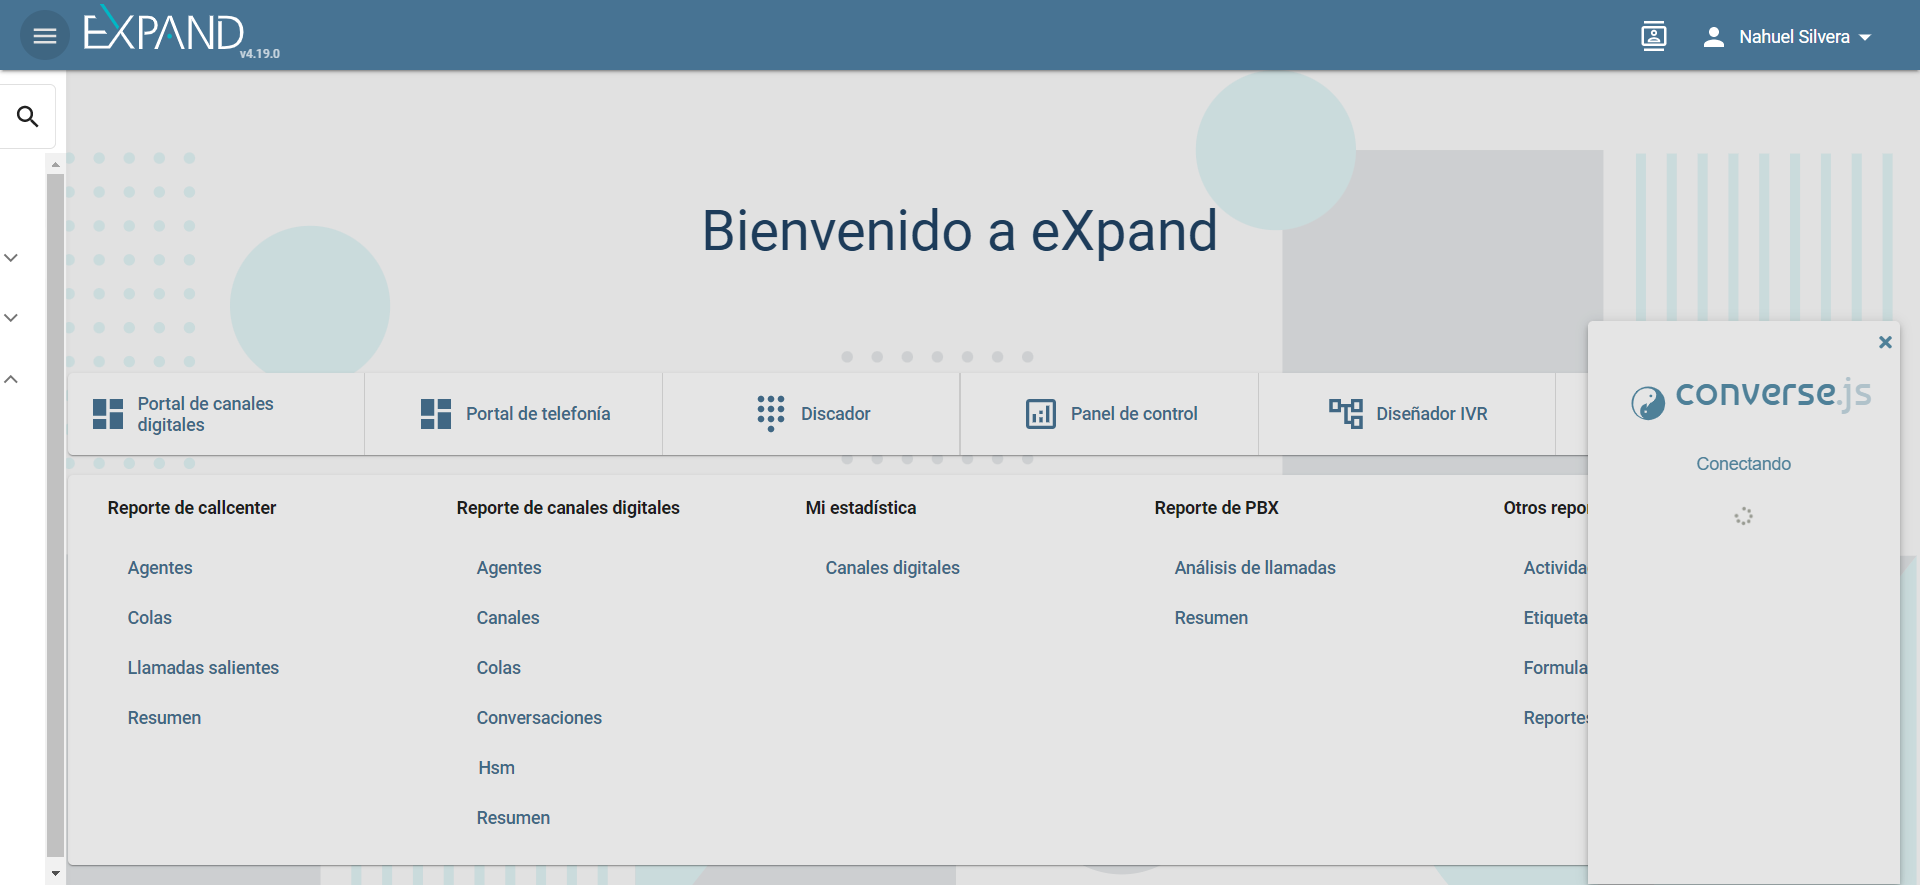 EXPAND
v4.19.0
Nahuel Silvera
Bienvenido a eXpand
Portal de canales
digitales
Portal de telefonía
Discador
Panel de control
Diseñador IVR
converse.js
Conectando
Reporte de callcenter
Agentes
Colas
Llamadas salientes
Resumen
Reporte de canales digitales
Agentes
Canales
Colas
Conversaciones
Hsm
Resumen
Mi estadística
Canales digitales
Reporte de PBX
Análisis de llamadas
Resumen
Otros repo
Activida
Etiqueta
Formula
Reportes